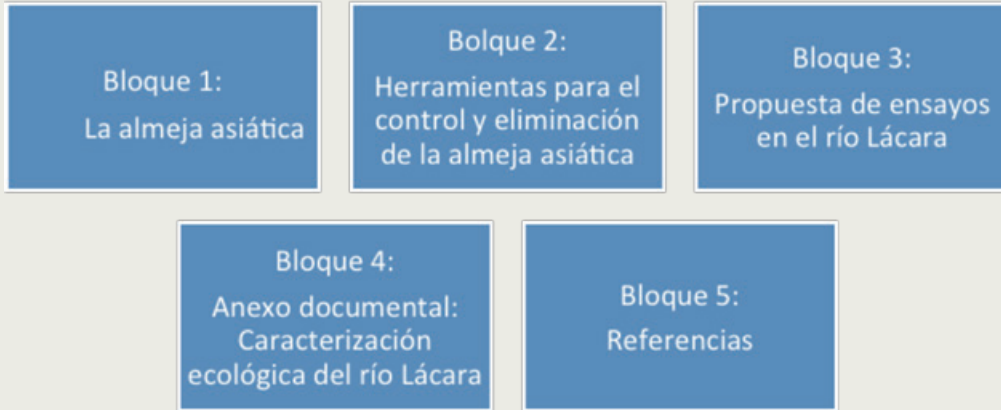 Bloque 1:
La almeja asiática
Bolque 2:
Herramientas para el
control y eliminación
de la almeja asiática
Bloque 3:
Propuesta de ensayos
en el río Lácara
Bloque 4:
Anexo documental:
Caracterización
ecológica del río Lácara
Bloque 5:
Referencias